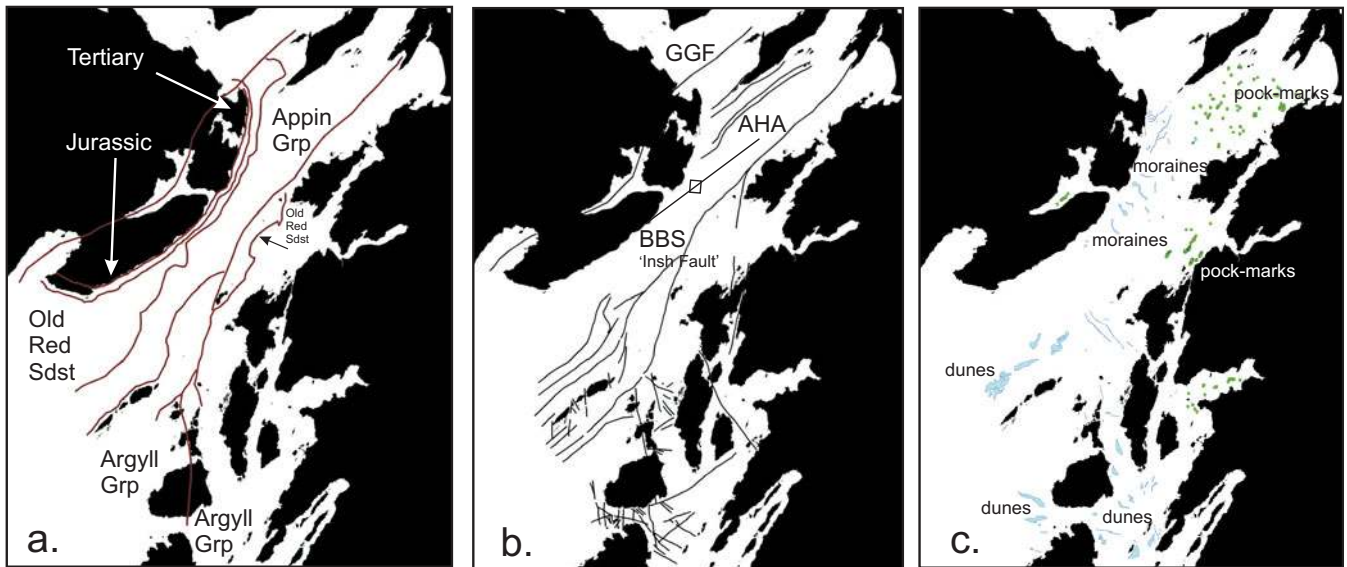 Tertiary
Jurassic
Appin
Grp
Old
Red
Sdst
Old
Red
Sdst
Argyll
Grp
Argyll
Grp
a.
GGF
AHA
BBS
'Insh Fault'
b.
pock-marks
moraines
moraines
pock-marks
dunes
dunes
dunes
c.